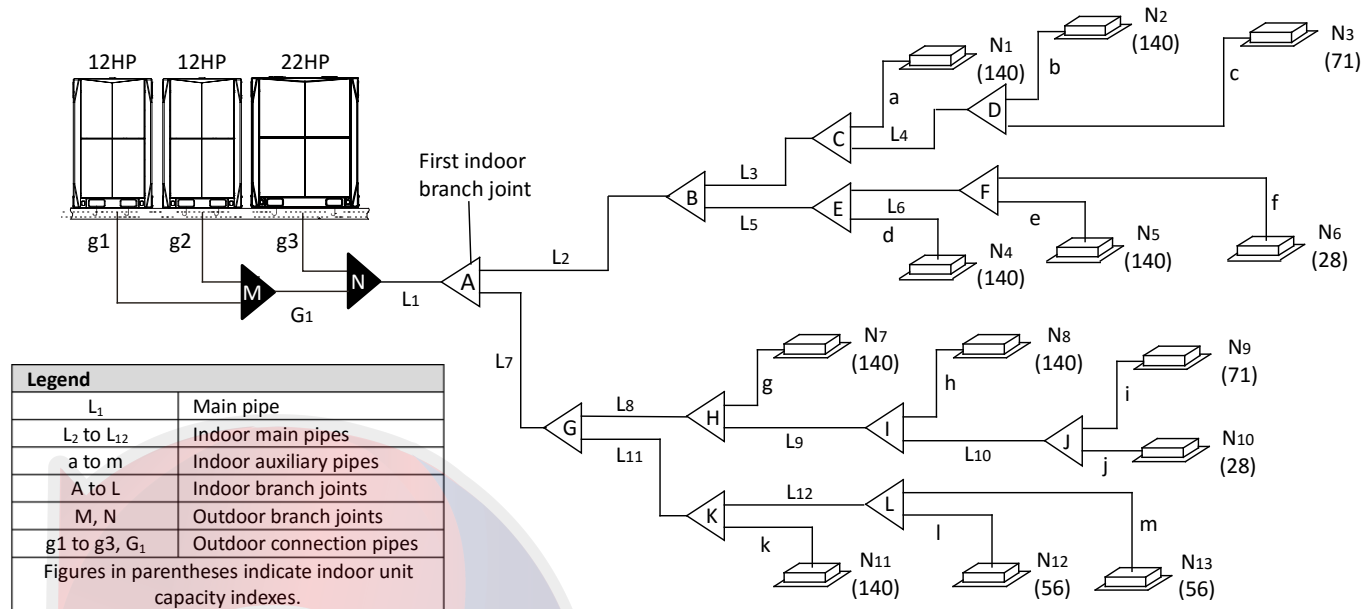 12HP 12HP 22HP
g1 g2 g3
M
N
G1
L1
First indoor
branch joint
A
L2
B
L3
C
a
N1
(140)
L4
D
b
N2
(140)
c
N3
(71)
L5
E
L6
d
N4
(140)
F
e
N5
(140)
f
N6
(28)
L7
G
L8
H
g
N7
(140)
L9
I
h
N8
(140)
L10
J
i
N9
(71)
j
N10
(28)
L11
K
k
N11
(140)
L12
L
l
N12
(56)
m
N13
(56)
Legend
L1 Main pipe
L2 to L12 Indoor main pipes
a to m Indoor auxiliary pipes
A to L Indoor branch joints
M, N Outdoor branch joints
g1 to g3, G1 Outdoor connection pipes
Figures in parentheses indicate indoor unit
capacity indexes.